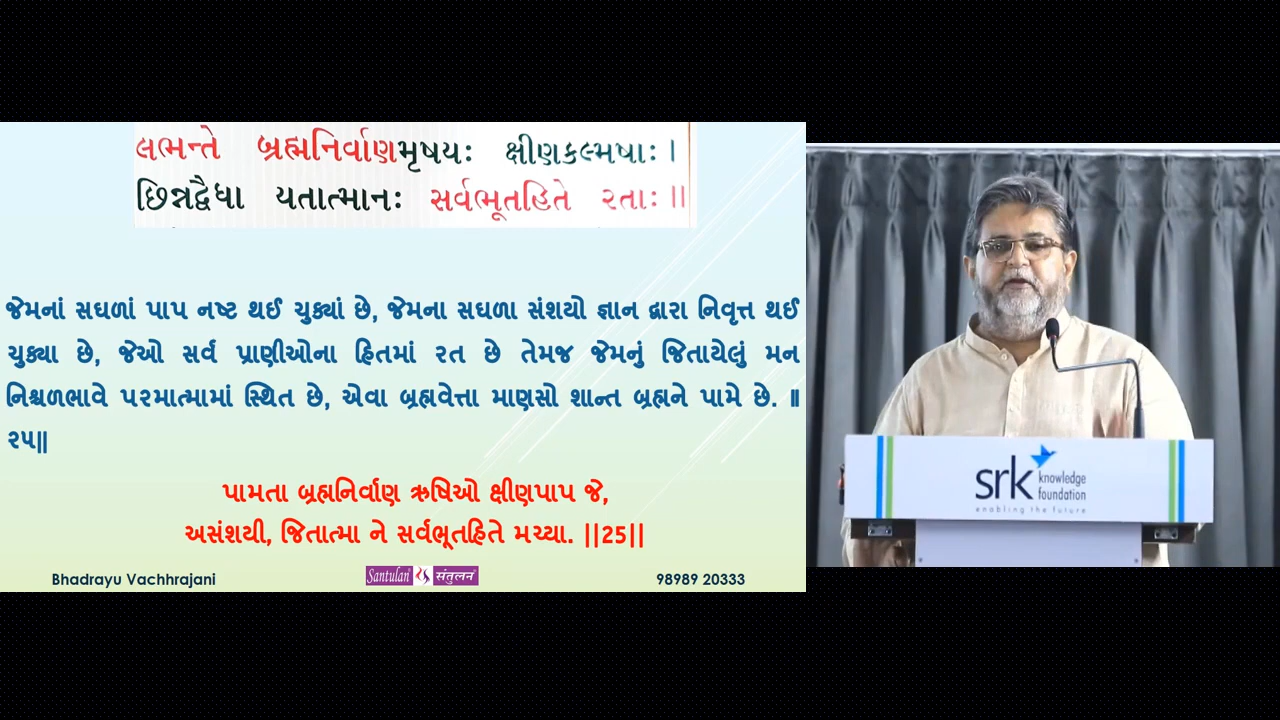 લભન્તે બ્રહ્મનિર્વાણમૃષયઃ ક્ષીણકલ્મષાઃ ।
છિન્નદ્વૈધા યતાત્માનઃ સર્વભૂતહિતે રતાઃ ॥
જેમનાં સઘળાં પાપ નષ્ટ થઈ ચુક્યાં છે, જેમના સઘળા સંશયો જ્ઞાન દ્વારા નિવૃત્ત થઈ
ચુક્યા છે, જેઓ સર્વ પ્રાણીઓના હિતમાં રત છે તેમજ જેમનું જિતાયેલું મન
નિશ્ચળભાવે પરમાત્મામાં સ્થિત છે, એવા બ્રહ્મવેત્તા માણસો શાન્ત બ્રહ્મને પામે છે. ॥
૨૫||
પામતા બ્રહ્મનિર્વાણ ઋષિઓ ક્ષીણપાપ જે,
અસંશયી, જિતાત્મા ને સર્વભૂતહિતે મચ્યા. ||25||
Bhadrayu Vachhrajani
Santulan संतुलन
98989 20333
srk knowledge
foundation
enabling the future